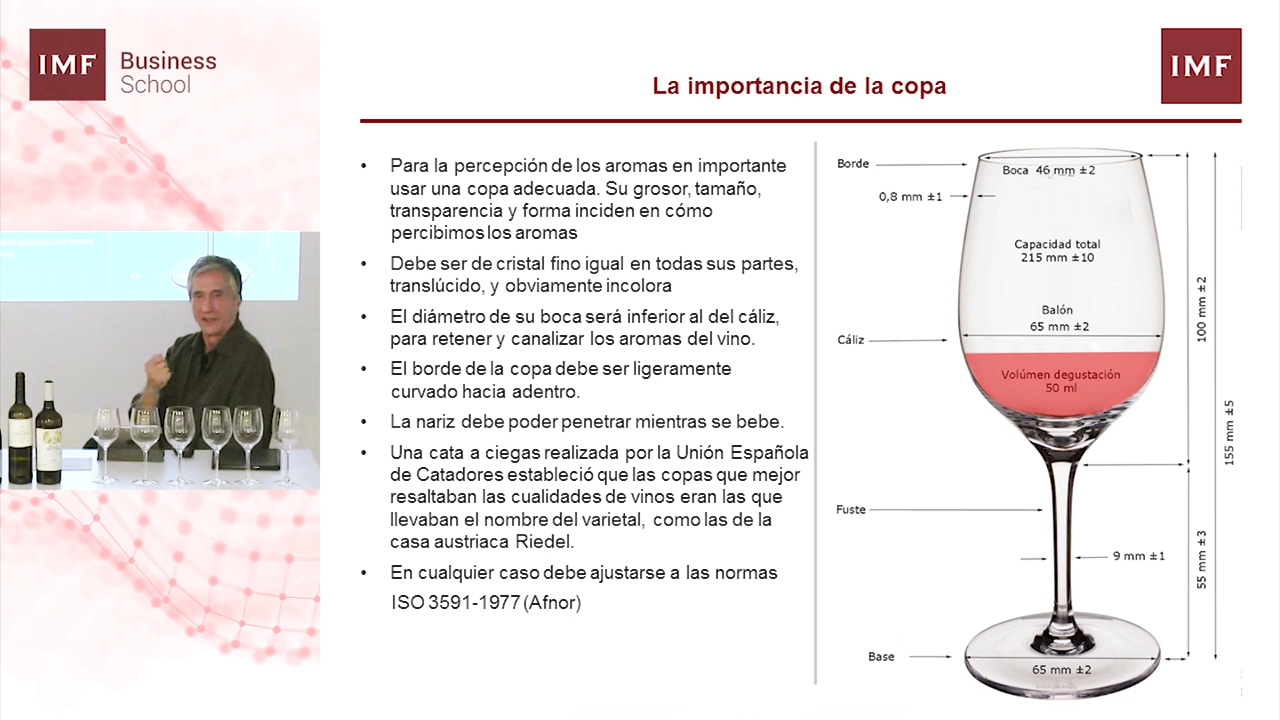 IMF
Business
School
La importancia de la copa
IMF
• Para la percepción de los aromas en importante
usar una copa adecuada. Su grosor, tamaño,
transparencia y forma inciden en cómo
percibimos los aromas
• Debe ser de cristal fino igual en todas sus partes,
translúcido, y obviamente incolora
• El diámetro de su boca será inferior al del cáliz,
para retener y canalizar los aromas del vino.
• El borde de la copa debe ser ligeramente
curvado hacia adentro.
• La nariz debe poder penetrar mientras se bebe.
• Una cata a ciegas realizada por la Unión Española
de Catadores estableció que las copas que mejor
resaltaban las cualidades de vinos eran las que
llevaban el nombre del varietal, como las de la
casa austriaca Riedel.
• En cualquier caso debe ajustarse a las normas
ISO 3591-1977 (Afnor)
Borde
Boca 46 mm ±2
0,8 mm ±1
Capacidad total
215 mm ±10
Balón
65 mm ±2
Cáliz
Volúmen degustación
50 ml
100 mm ±2
155 mm ±5
Fuste
9 mm ±1
55 mm ±3
Base
65 mm ±2